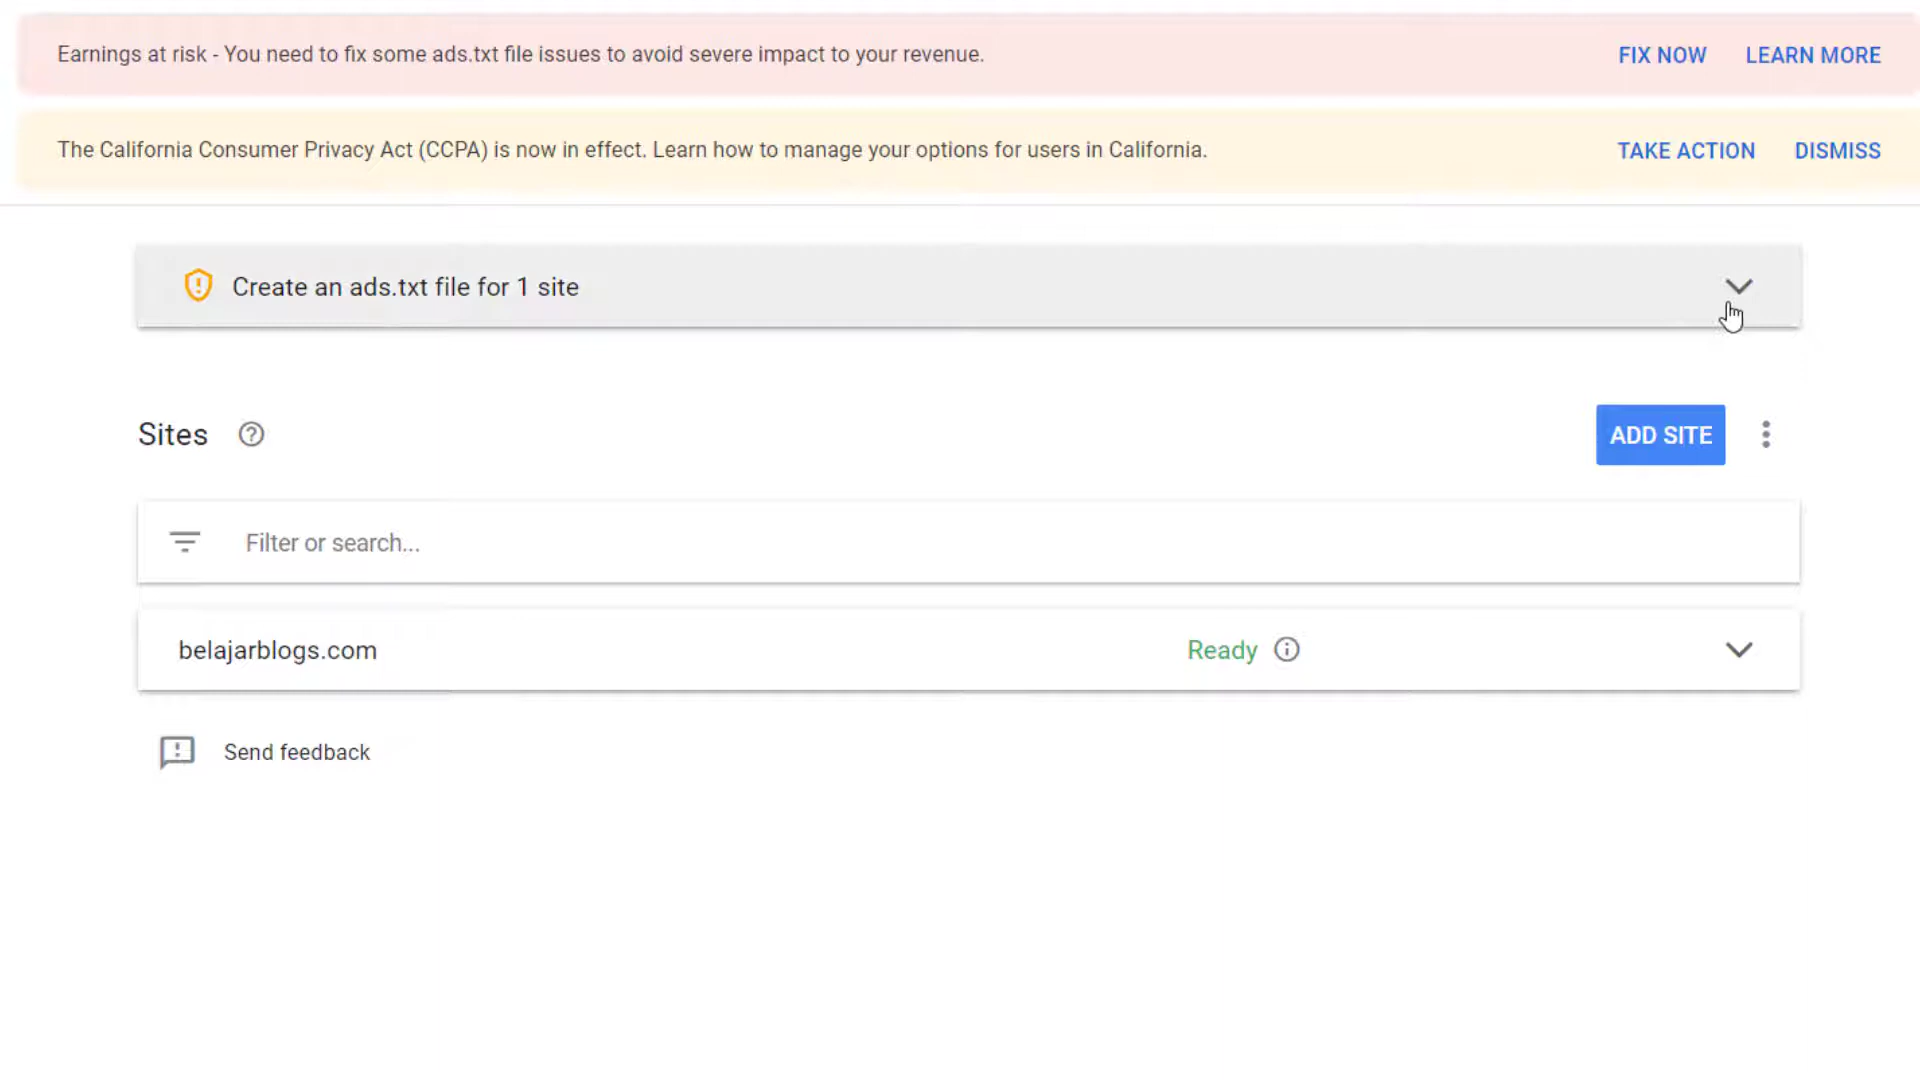 Earnings at risk - You need to fix some ads.txt file issues to avoid severe impact to your revenue. FIX NOW LEARN MORE
The California Consumer Privacy Act (CCPA) is now in effect. Learn how to manage your options for users in California. TAKE ACTION DISMISS
Create an ads.txt file for 1 site
Sites ADD SITE
Filter or search...
belajarblogs.com Ready
Send feedback